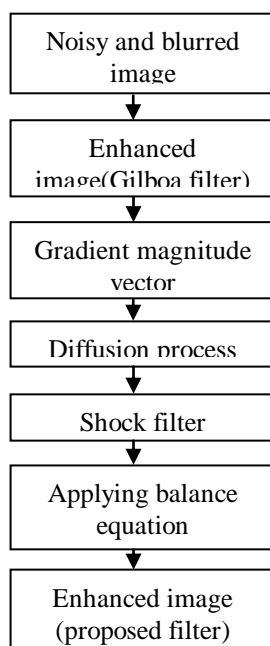 Noisy and blurred
image
Enhanced
image(Gilboa filter)
Gradient magnitude
vector
Diffusion process
Shock filter
Applying balance
equation
Enhanced image
(proposed filter)